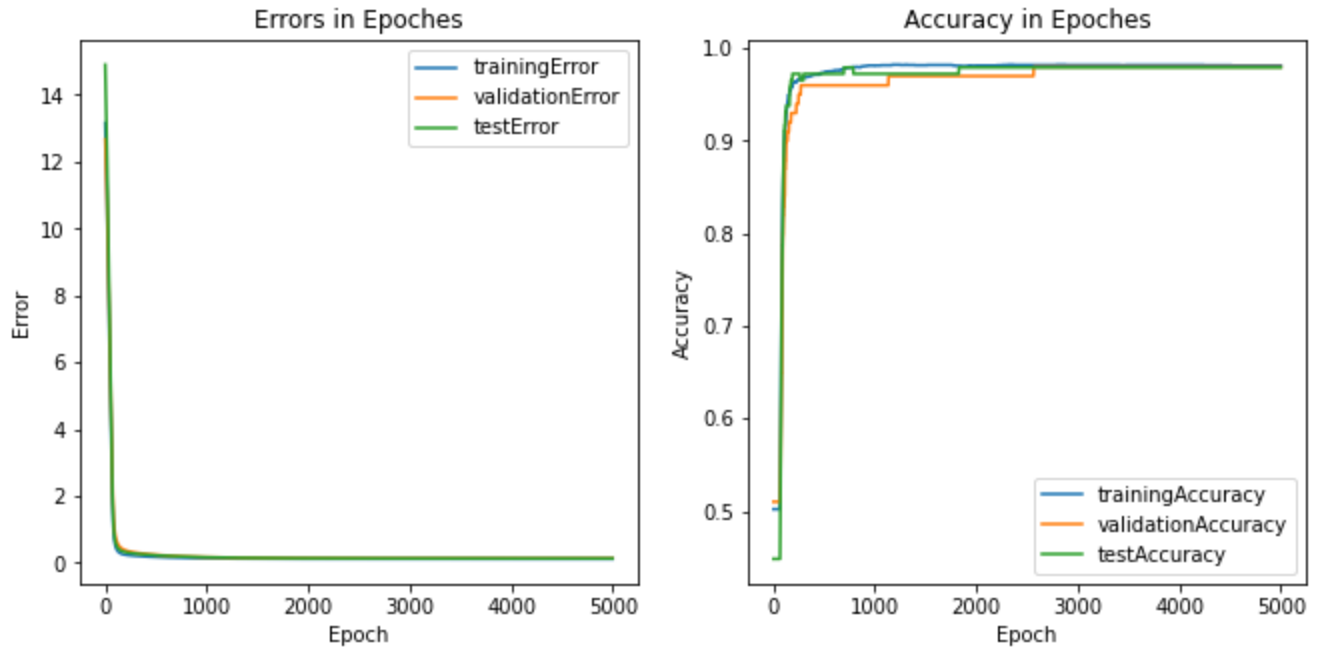 Errors in Epoches
trainingError
validationError
testError
14
12
10
8
6
4
2
0
Error
0 1000 2000 3000 4000 5000
Epoch
Accuracy in Epoches
1.0
0.9
0.8
0.7
0.6
0.5
Accuracy
trainingAccuracy
validationAccuracy
testAccuracy
0 1000 2000 3000 4000 5000
Epoch